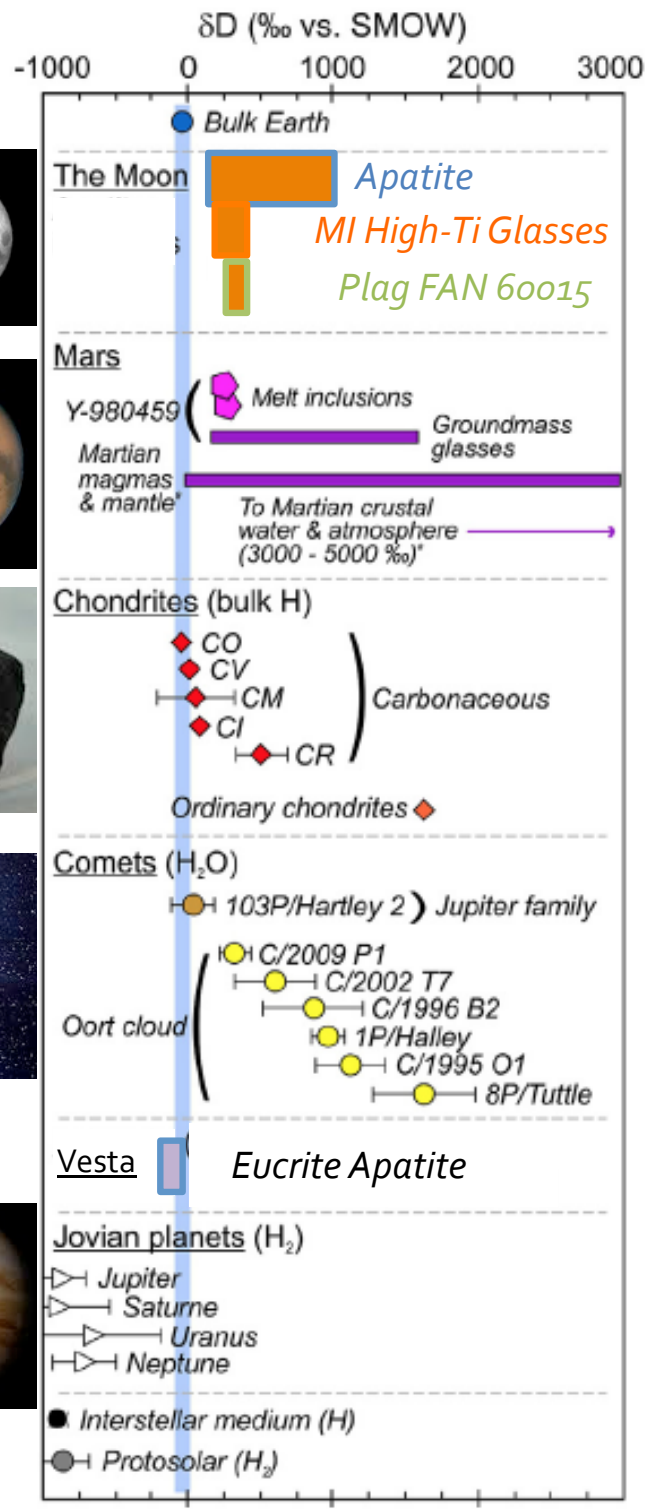 δD (‰ vs. SMOW)
-1000 0 1000 2000 3000
Bulk Earth
The Moon
Apatite
MI High-Ti Glasses
Plag FAN 60015
Mars
Y-980459
Melt inclusions
Groundmass
glasses
Martian
magmas
& mantle*
To Martian crustal
water & atmosphere
(3000 - 5000 ‰)*
Chondrites (bulk H)
CO
CV
CM
CI
CR
Carbonaceous
Ordinary chondrites
Comets (H₂O)
103P/Hartley 2 ) Jupiter family
Oort cloud
C/2009 P1
C/2002 T7
C/1996 B2
1P/Halley
C/1995 O1
8P/Tuttle
Vesta
Eucrite Apatite
Jovian planets (H₂)
Jupiter
Saturne
Uranus
Neptune
Interstellar medium (H)
Protosolar (H₂)